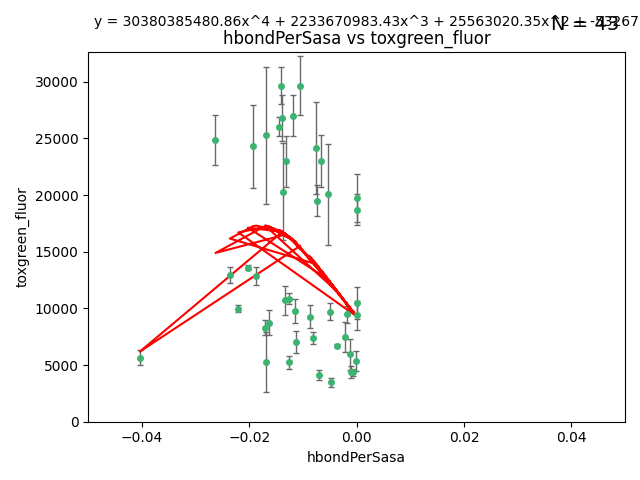 y = 30380385480.86x^4 + 2233670983.43x^3 + 25563020.35x^2 +
N = 43
hbondPerSasa vs toxgreen_fluor
30000
25000
20000
15000
10000
5000
0
toxgreen_fluor
−0.04
−0.02
0.00
0.02
0.04
hbondPerSasa